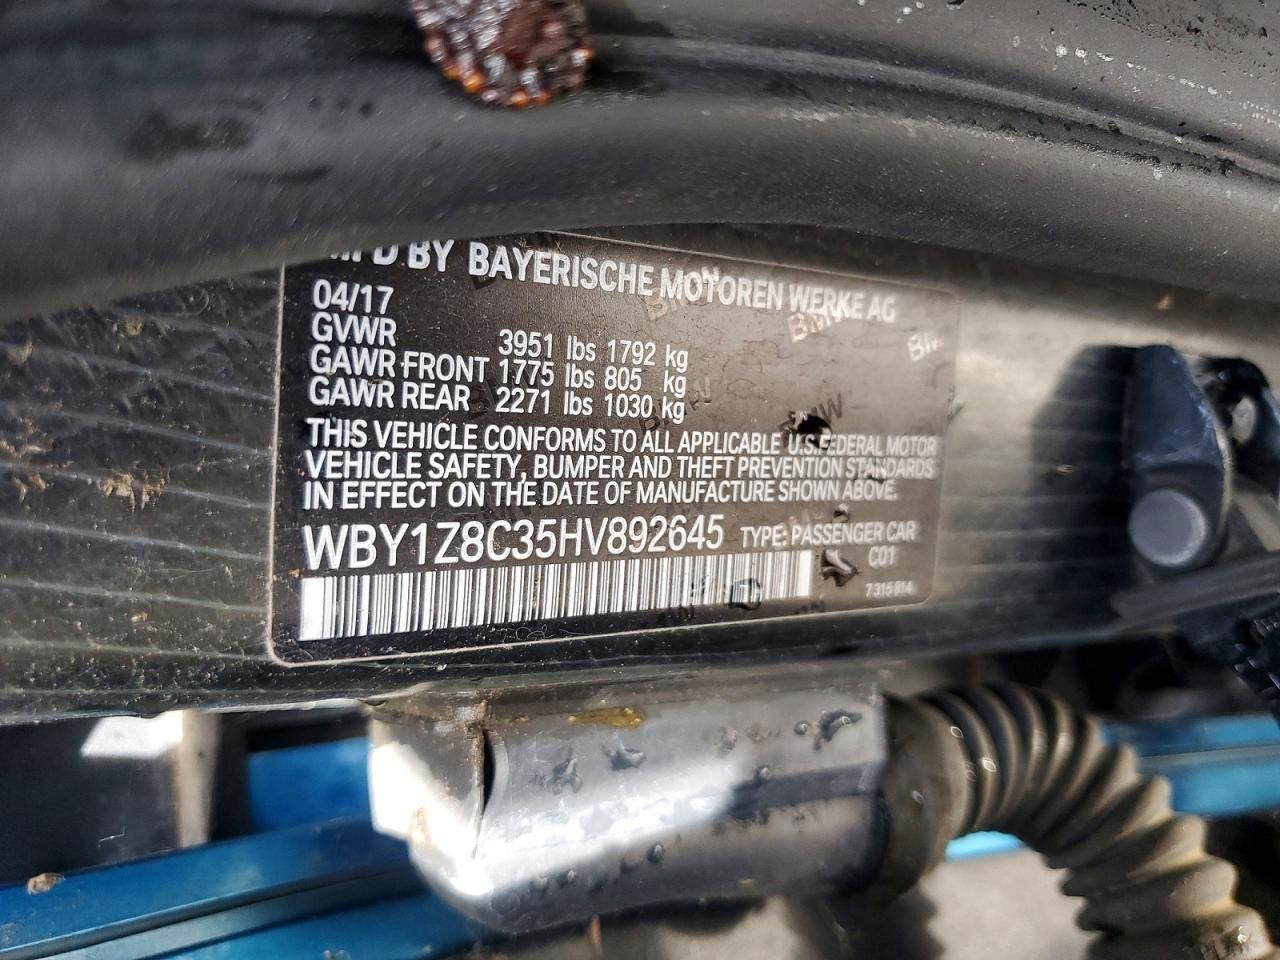 MFD BY BAYERISCHE MOTOREN WERKE AG
04/17
GVWR 3951 lbs 1792 kg
GAWR FRONT 1775 lbs 805 kg
GAWR REAR 2271 lbs 1030 kg
THIS VEHICLE CONFORMS TO ALL APPLICABLE U.S. FEDERAL MOTOR
VEHICLE SAFETY, BUMPER AND THEFT PREVENTION STANDARDS
IN EFFECT ON THE DATE OF MANUFACTURE SHOWN ABOVE.
WBY1Z8C35HV892645 TYPE: PASSENGER CAR
C01
7315814